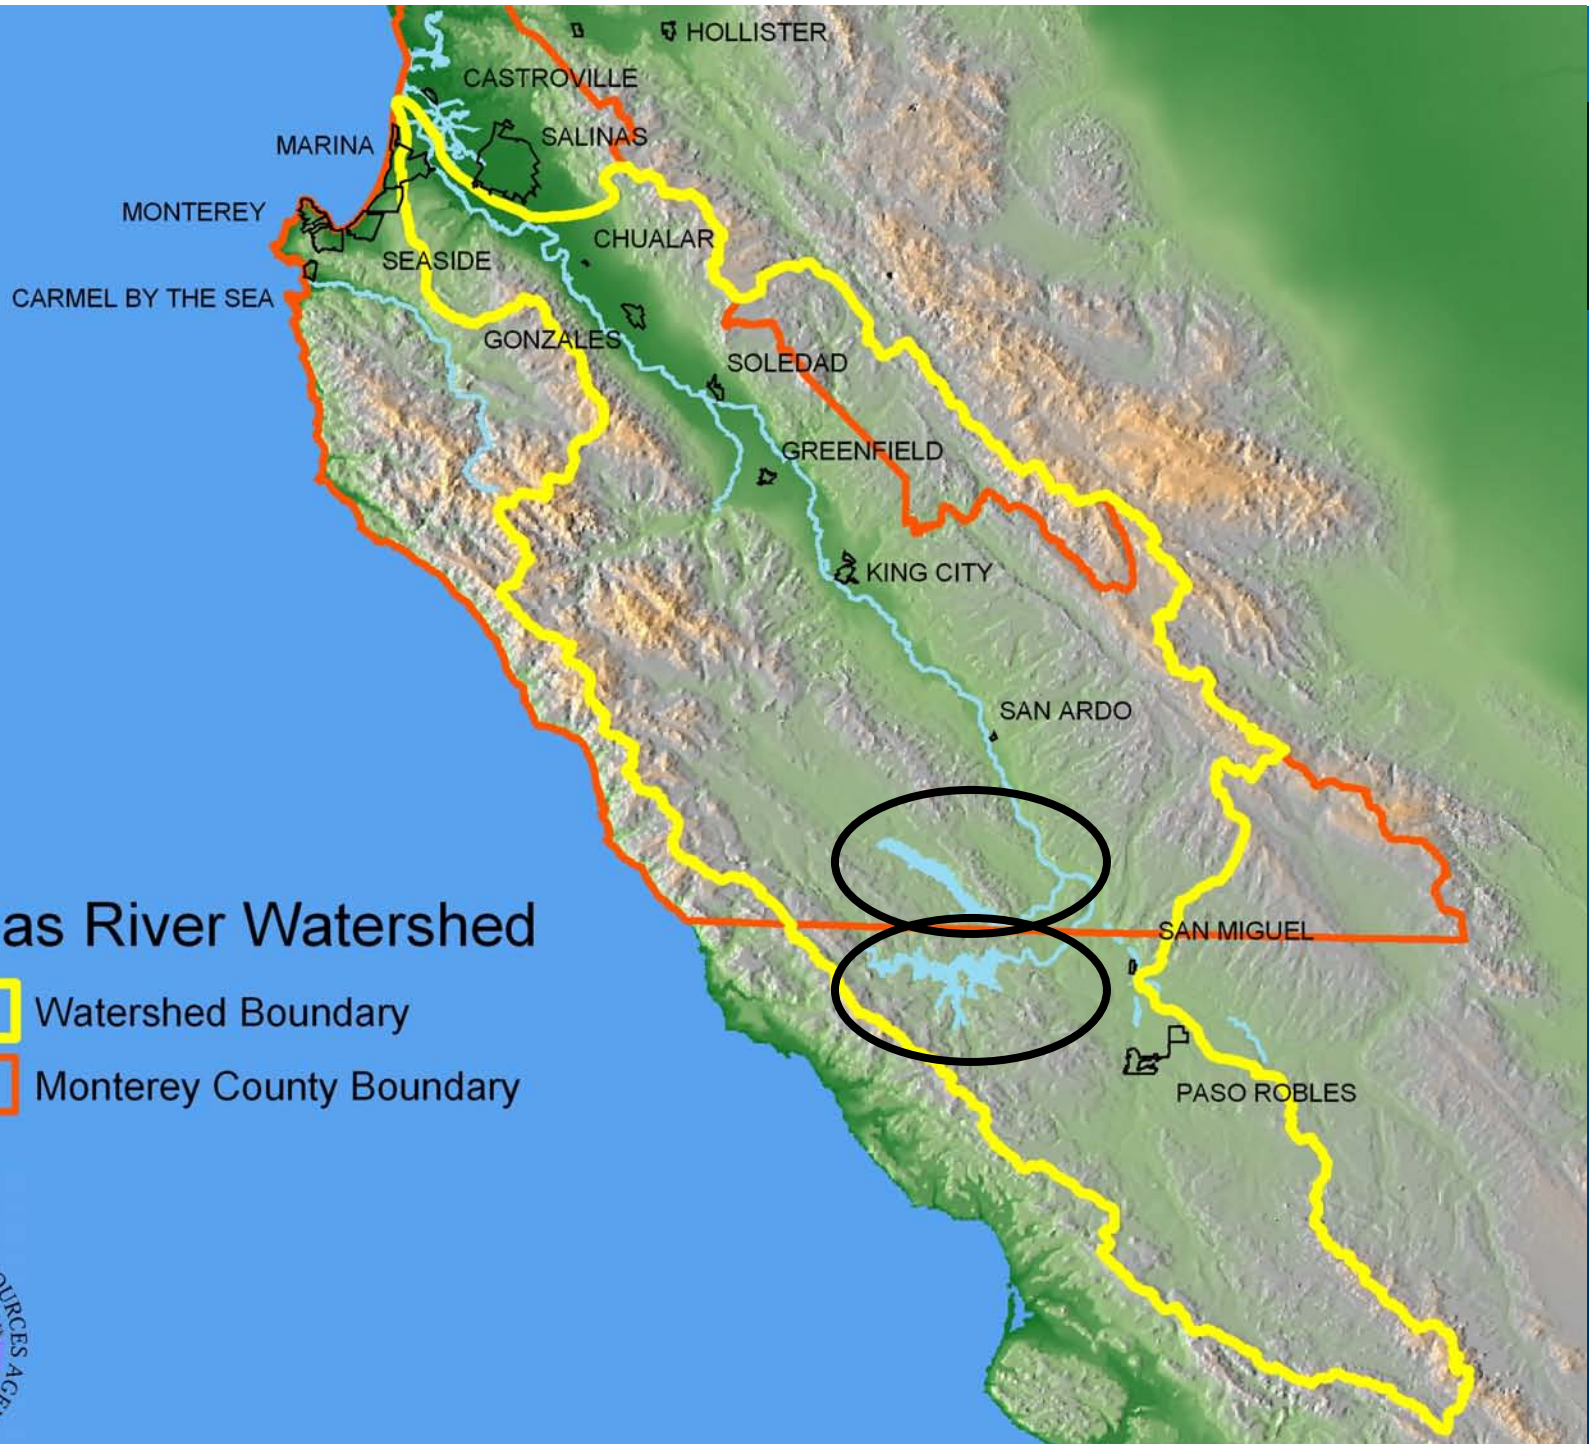 HOLLISTER
CASTROVILLE
SALINAS
MARINA
MONTEREY
CHUALAR
SEASIDE
CARMEL BY THE SEA
GONZALES
SOLEDAD
GREENFIELD
KING CITY
SAN ARDO
as River Watershed
SAN MIGUEL
Watershed Boundary
Monterey County Boundary
PASO ROBLES
OURCES AGE